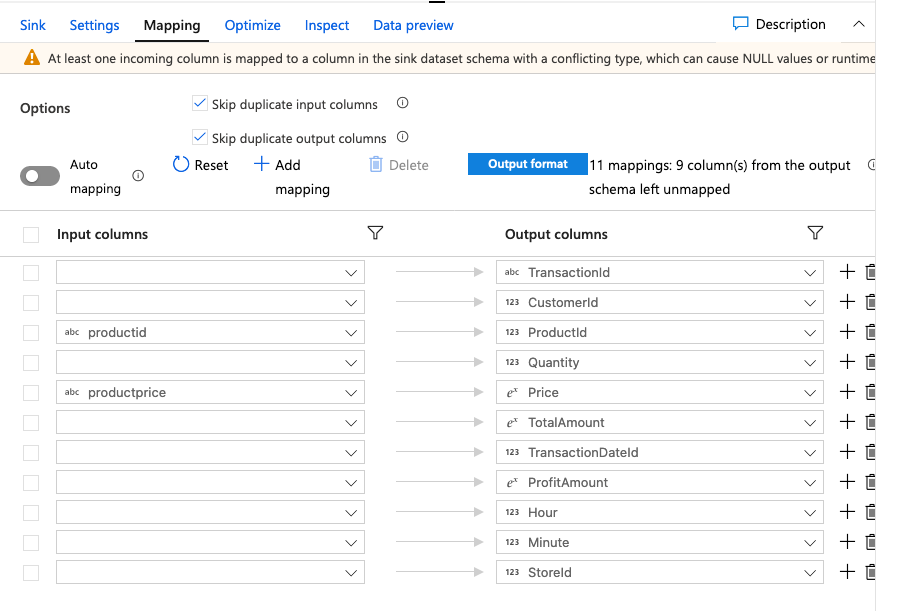 Sink Settings Mapping Optimize Inspect Data preview Description
At least one incoming column is mapped to a column in the sink dataset schema with a conflicting type, which can cause NULL values or runtime
Options
Skip duplicate input columns
Skip duplicate output columns
Auto mapping
Reset
Add mapping
Delete
Output format
11 mappings: 9 column(s) from the output
schema left unmapped
Input columns Output columns
abc TransactionId
123 CustomerId
abc productid 123 ProductId
123 Quantity
abc productprice eˣ Price
eˣ TotalAmount
123 TransactionDateId
eˣ ProfitAmount
123 Hour
123 Minute
123 StoreId